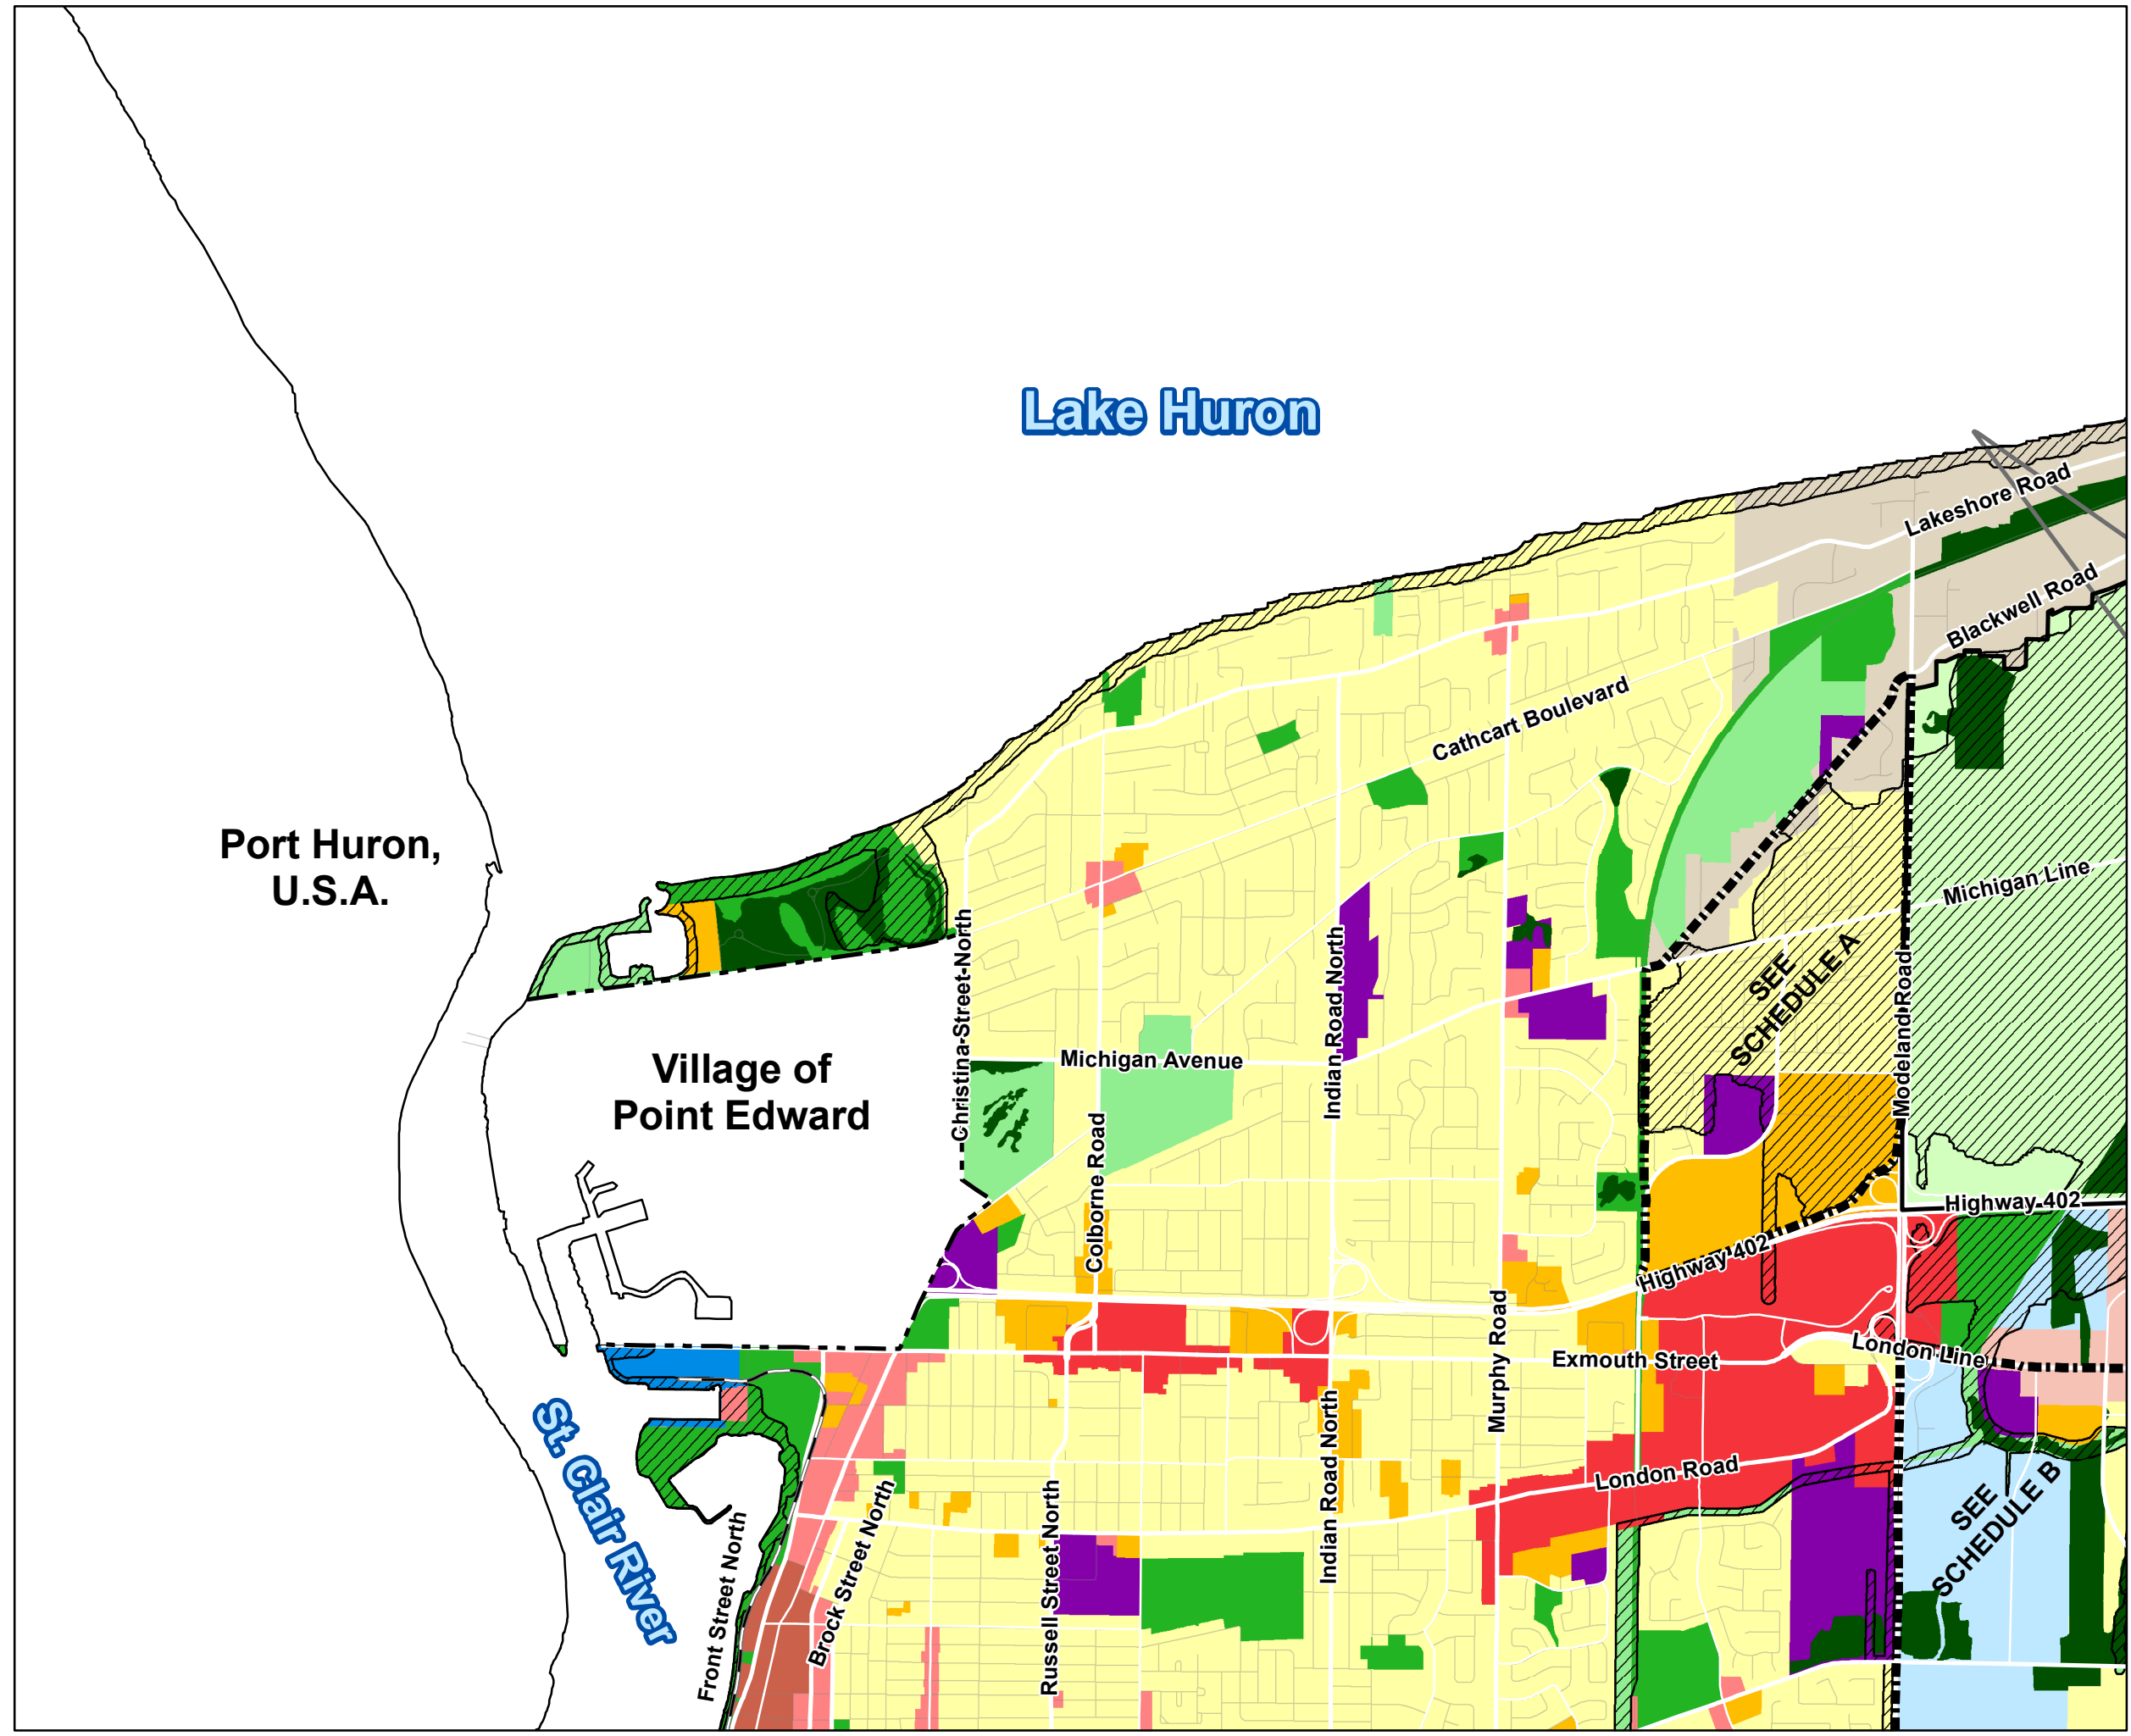 Lake Huron
Lakeshore Road
Blackwell Road
Cathcart Boulevard
Port Huron,
U.S.A.
Michigan Line
Christina Street North
Indian Road North
SEE
SCHEDULE A
Modeland Road
Village of
Point Edward
Michigan Avenue
Colborne Road
Highway 402
Highway 402
Murphy Road
Exmouth Street
London Line
St. Clair River
Indian Road North
London Road
SEE
SCHEDULE B
Front Street North
Brock Street North
Russell Street North